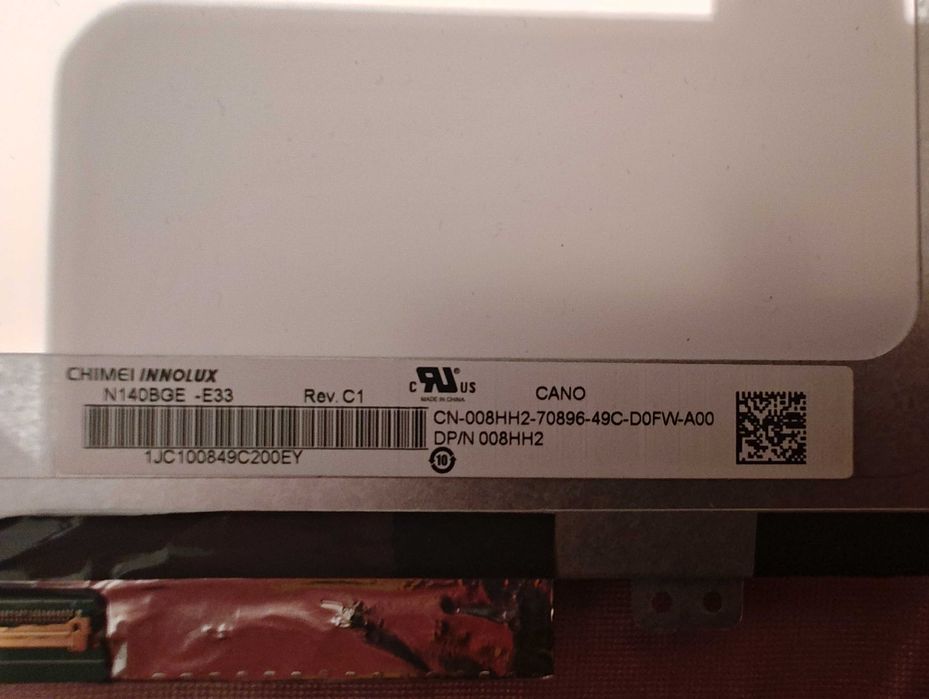 CHIMEI INNOLUX
N140BGE -E33 Rev. C1
1JC100849C200EY
c RU ® US
MADE IN CHINA
CANO
CN-008HH2-70896-49C-D0FW-A00
DP/N 008HH2
10